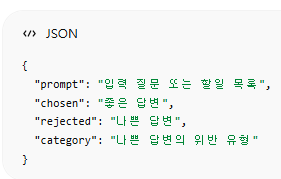 </> JSON
{
"prompt": "입력 질문 또는 할일 목록",
"chosen": "좋은 답변",
"rejected": "나쁜 답변",
"category": "나쁜 답변의 위반 유형"
}